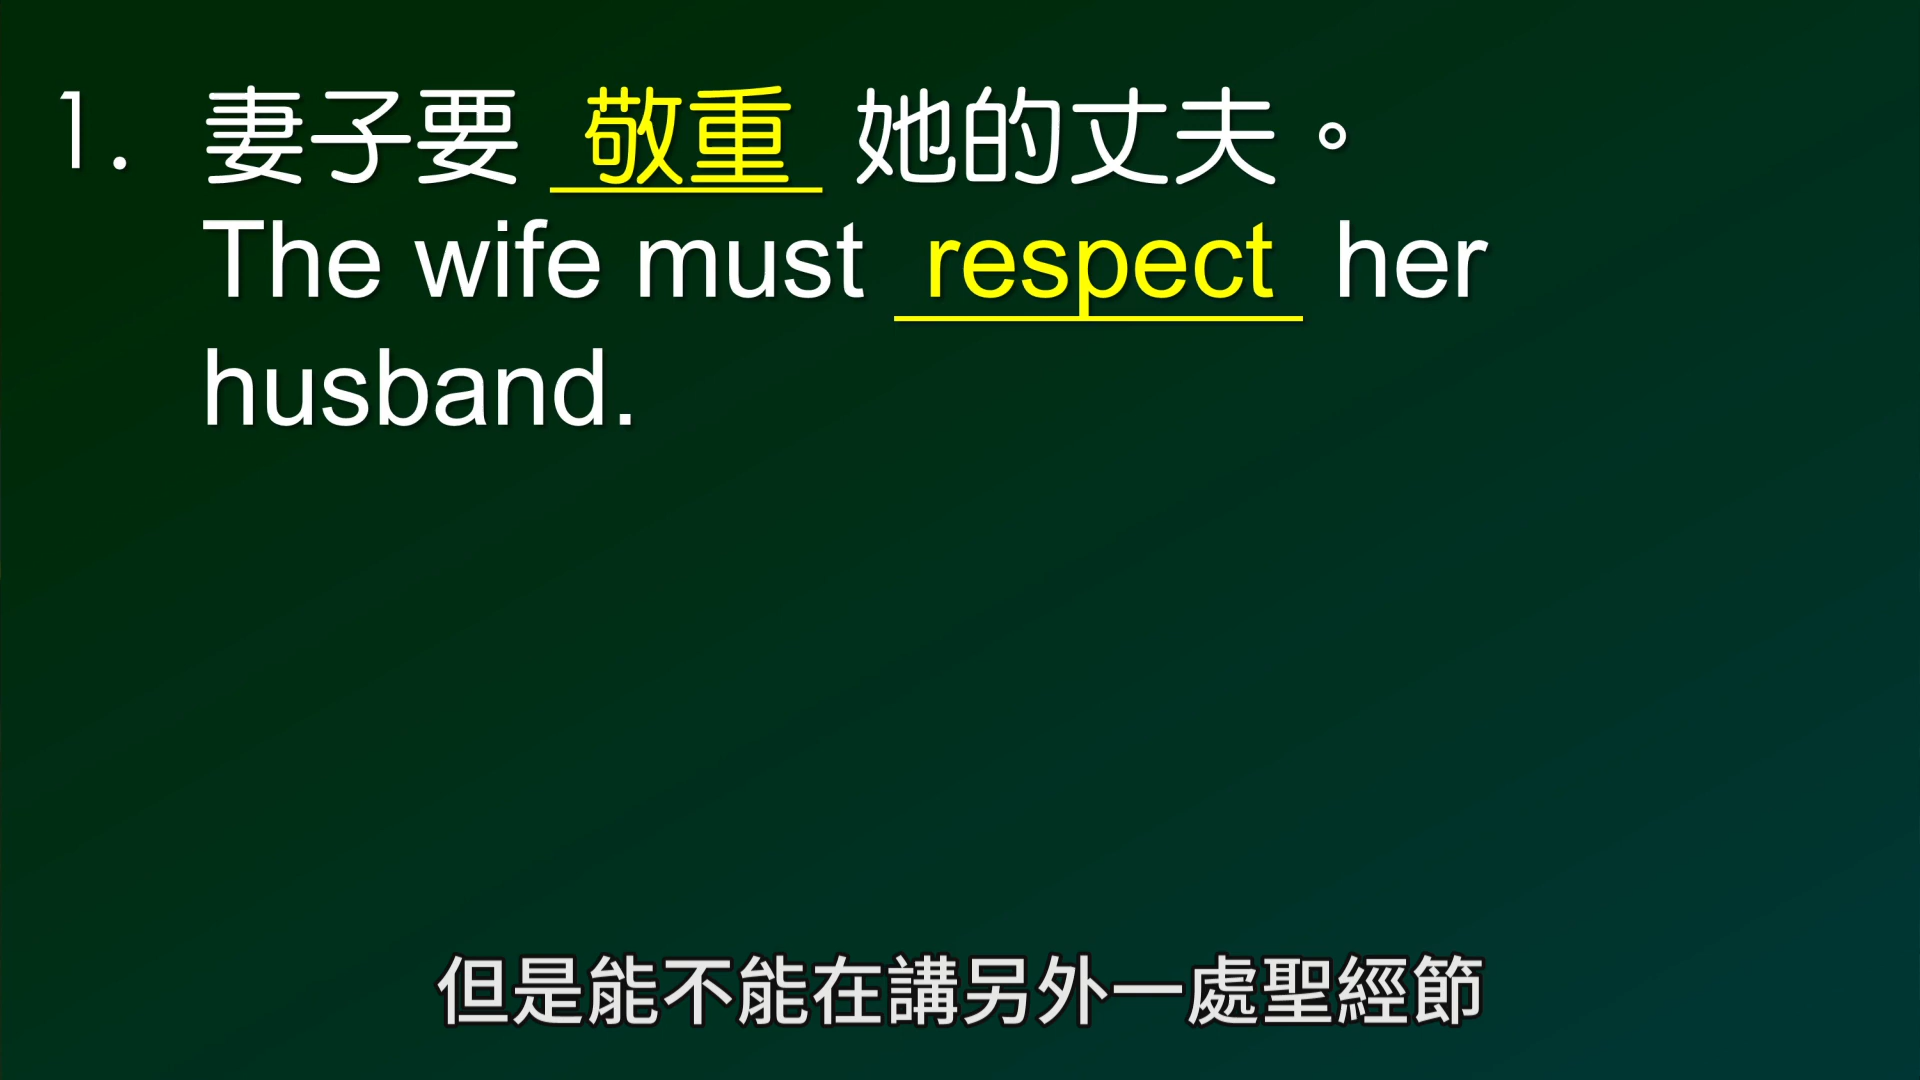 1. 妻子要 敬重 她的丈夫。
The wife must respect her
husband.
但是能不能在講另外一處聖經節